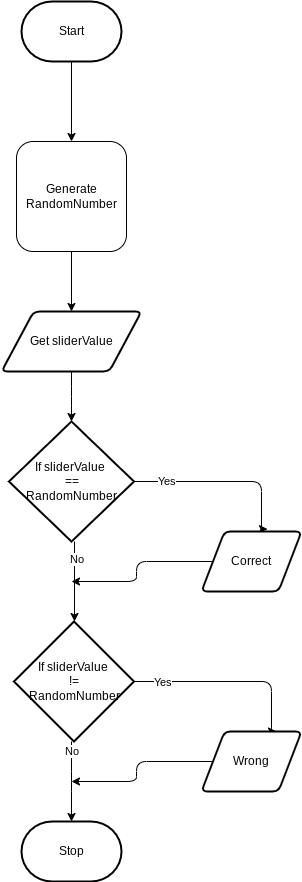 Start
Generate
RandomNumber
Get sliderValue
If sliderValue
==
RandomNumber
Yes
Correct
No
If sliderValue
!=
RandomNumber
Yes
Wrong
No
Stop